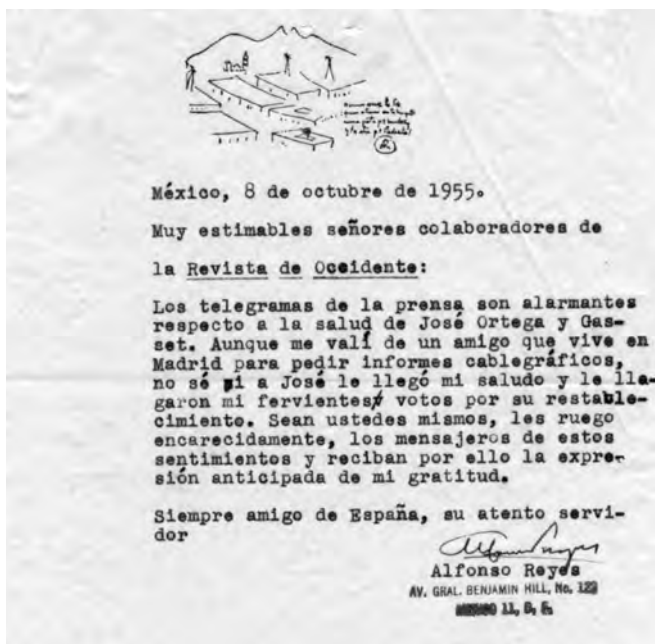 México, 8 de octubre de 1955.
Muy estimables señores colaboradores de
la Revista de Occidente:
Los telegramas de la prensa son alarmantes
respecto a la salud de José Ortega y Gas-
set. Aunque me valí de un amigo que vive en
Madrid para pedir informes cablegráficos,
no sé si a José le llegó mi saludo y le lle-
garon mi fervientes votos por su restable-
cimiento. Sean ustedes mismos, les ruego
encarecidamente, los mensajeros de estos
sentimientos y reciban por ello la expre-
sión anticipada de mi gratitud.
Siempre amigo de España, su atento servi-
dor
Alfonso Reyes
AV. GRAL. BENJAMIN HILL, No. 122
11, D. F.